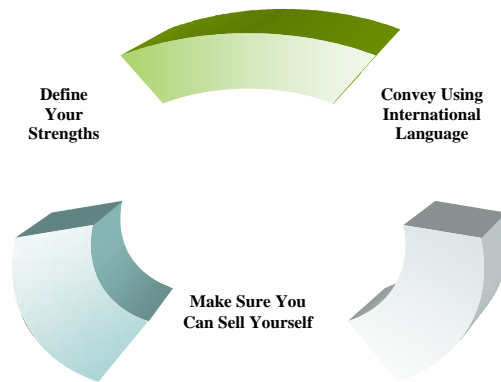 Define
Your
Strengths
Convey Using
International
Language
Make Sure You
Can Sell Yourself